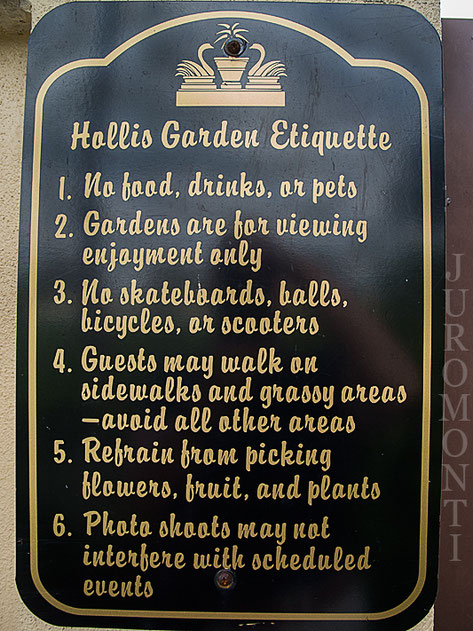 Hollis Garden Etiquette
1. No food, drinks, or pets
2. Gardens are for viewing
enjoyment only
3. No skateboards, balls,
bicycles, or scooters
4. Guests may walk on
sidewalks and grassy areas
–avoid all other areas
5. Refrain from picking
flowers, fruit, and plants
6. Photo shoots may not
interfere with scheduled
events
JUROMONTI